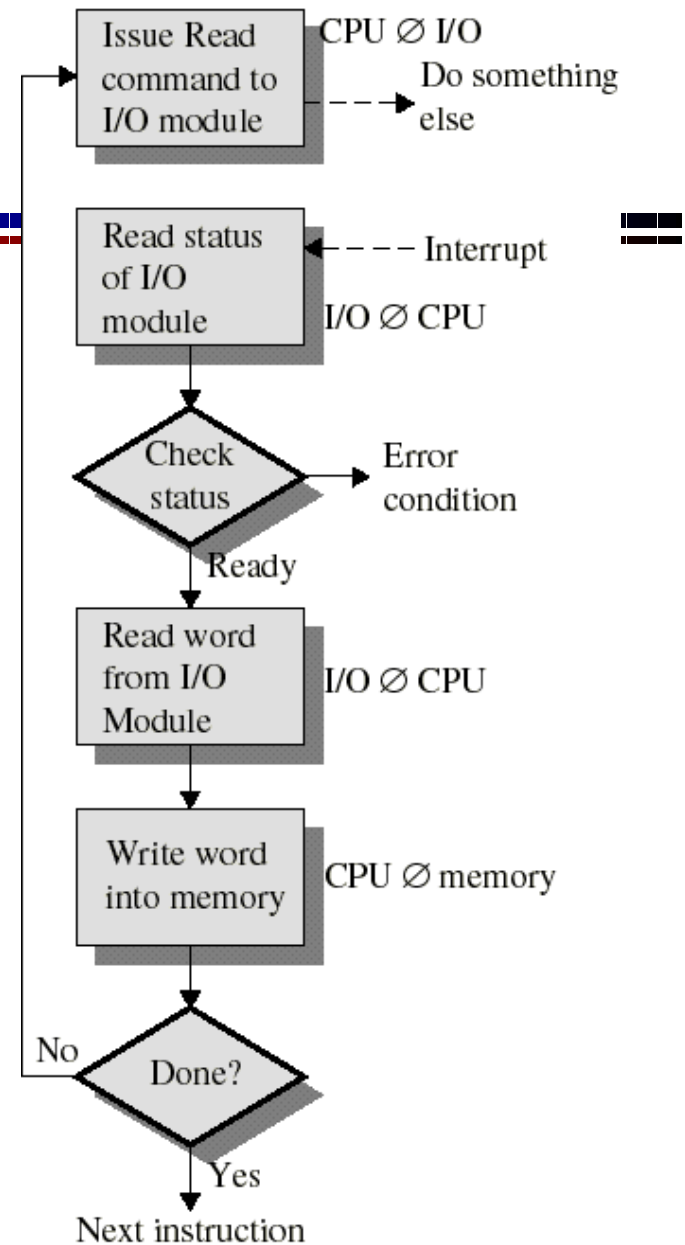 Issue Read
command to
I/O module
CPU ∅ I/O
Do something
else
Read status
of I/O
module
Interrupt
I/O ∅ CPU
Check
status
Error
condition
Ready
Read word
from I/O
Module
I/O ∅ CPU
Write word
into memory
CPU ∅ memory
Done?
No
Yes
Next instruction